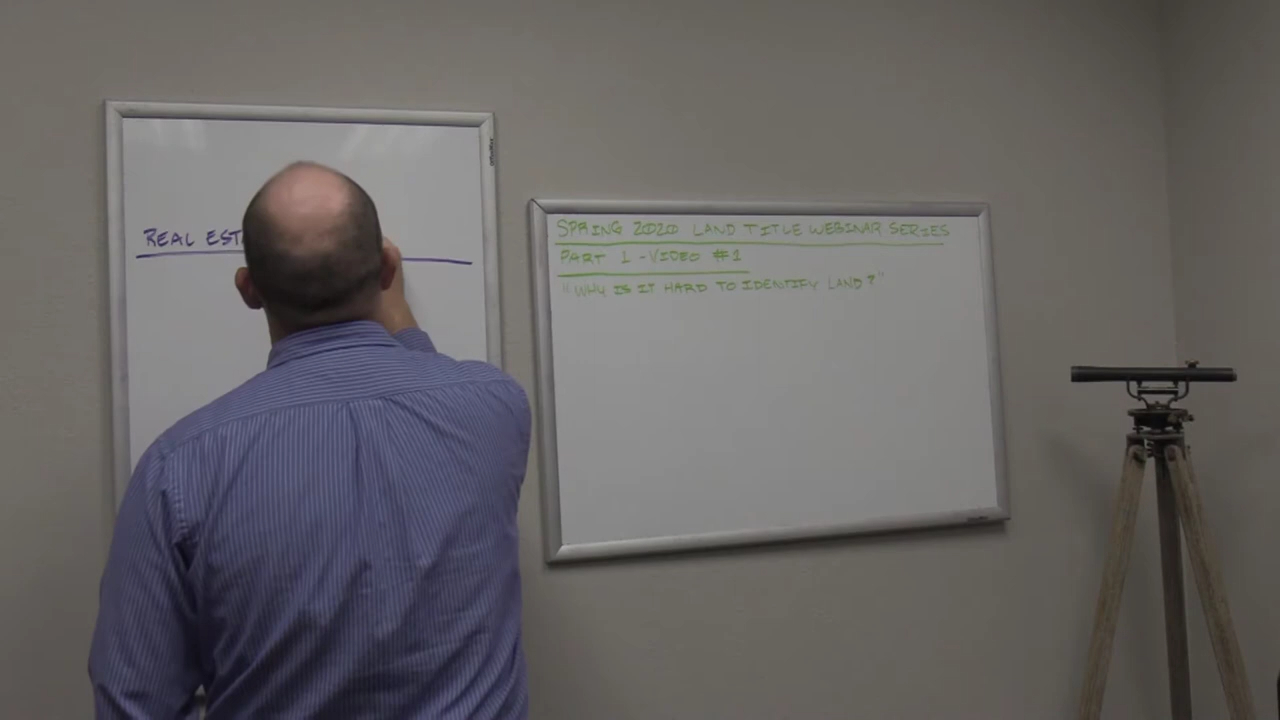 REAL EST
SPRING 2020 LAND TITLE WEBINAR SERIES
PART 1 - VIDEO #1
"WHY IS IT HARD TO IDENTIFY LAND?"